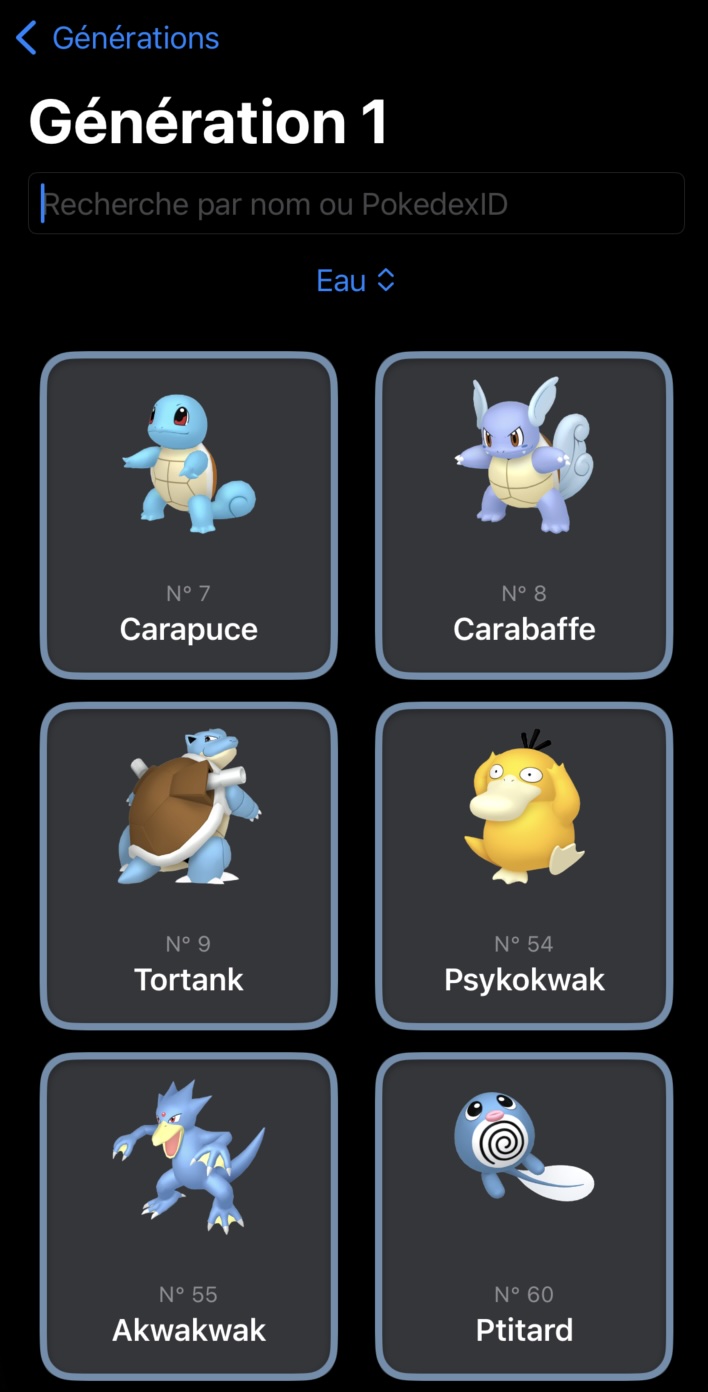 Générations
Génération 1
Recherche par nom ou PokedexID
Eau
N° 7
Carapuce
N° 8
Carabaffe
N° 9
Tortank
N° 54
Psykokwak
N° 55
Akwakwak
N° 60
Ptitard